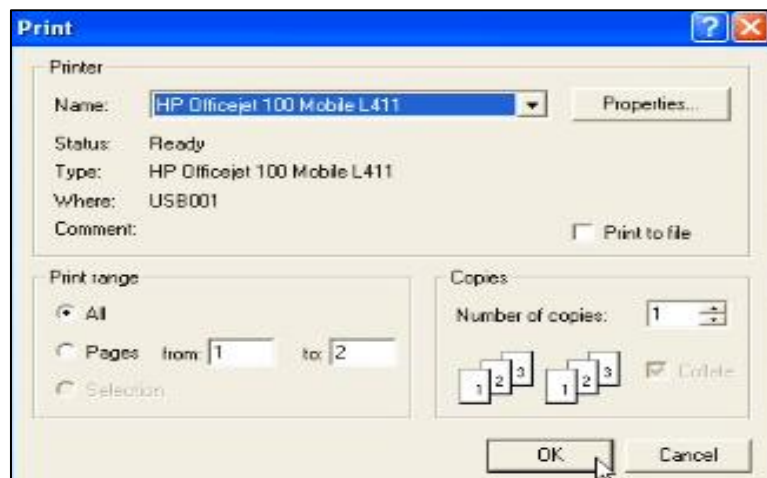 Print
Printer
Name: HP Officejet 100 Mobile L411 Properties...
Status: Ready
Type: HP Officejet 100 Mobile L411
Where: USB001
Comment: Print to file
Print range
All
Pages from: 1 to: 2
Selection
Copies
Number of copies: 1
1 2 3 1 2 3
Collate
OK Cancel